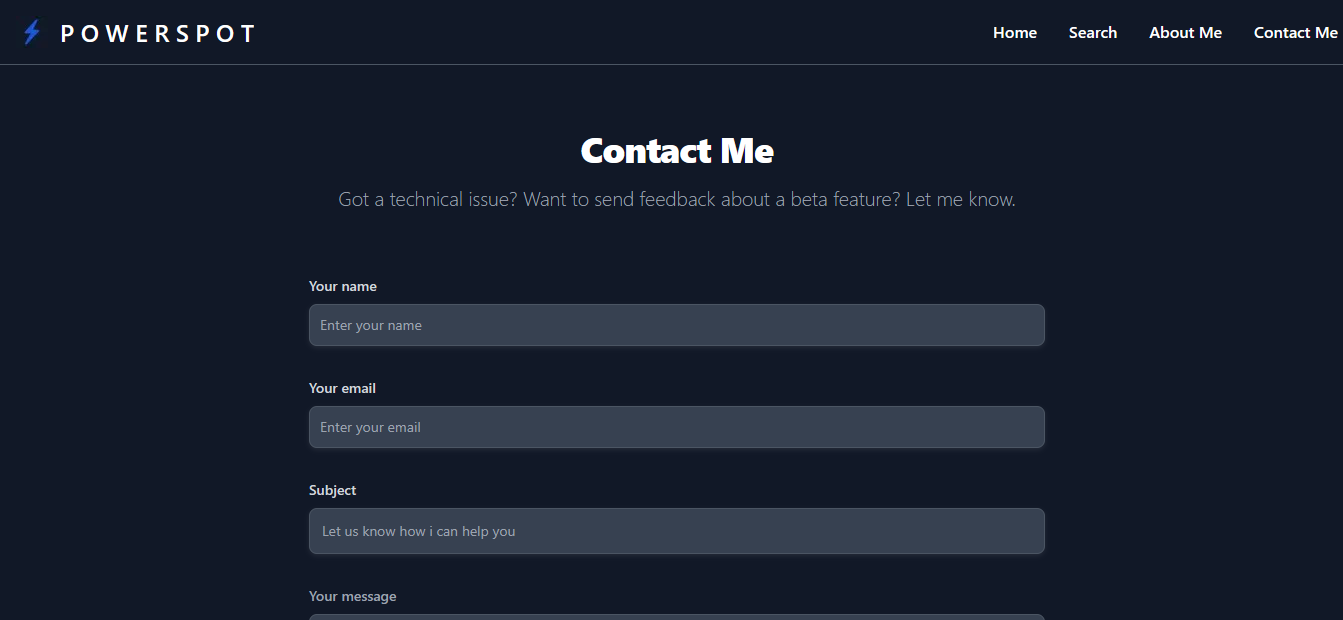 POWERSPOT
Home Search About Me Contact Me
Contact Me
Got a technical issue? Want to send feedback about a beta feature? Let me know.
Your name
Enter your name
Your email
Enter your email
Subject
Let us know how i can help you
Your message